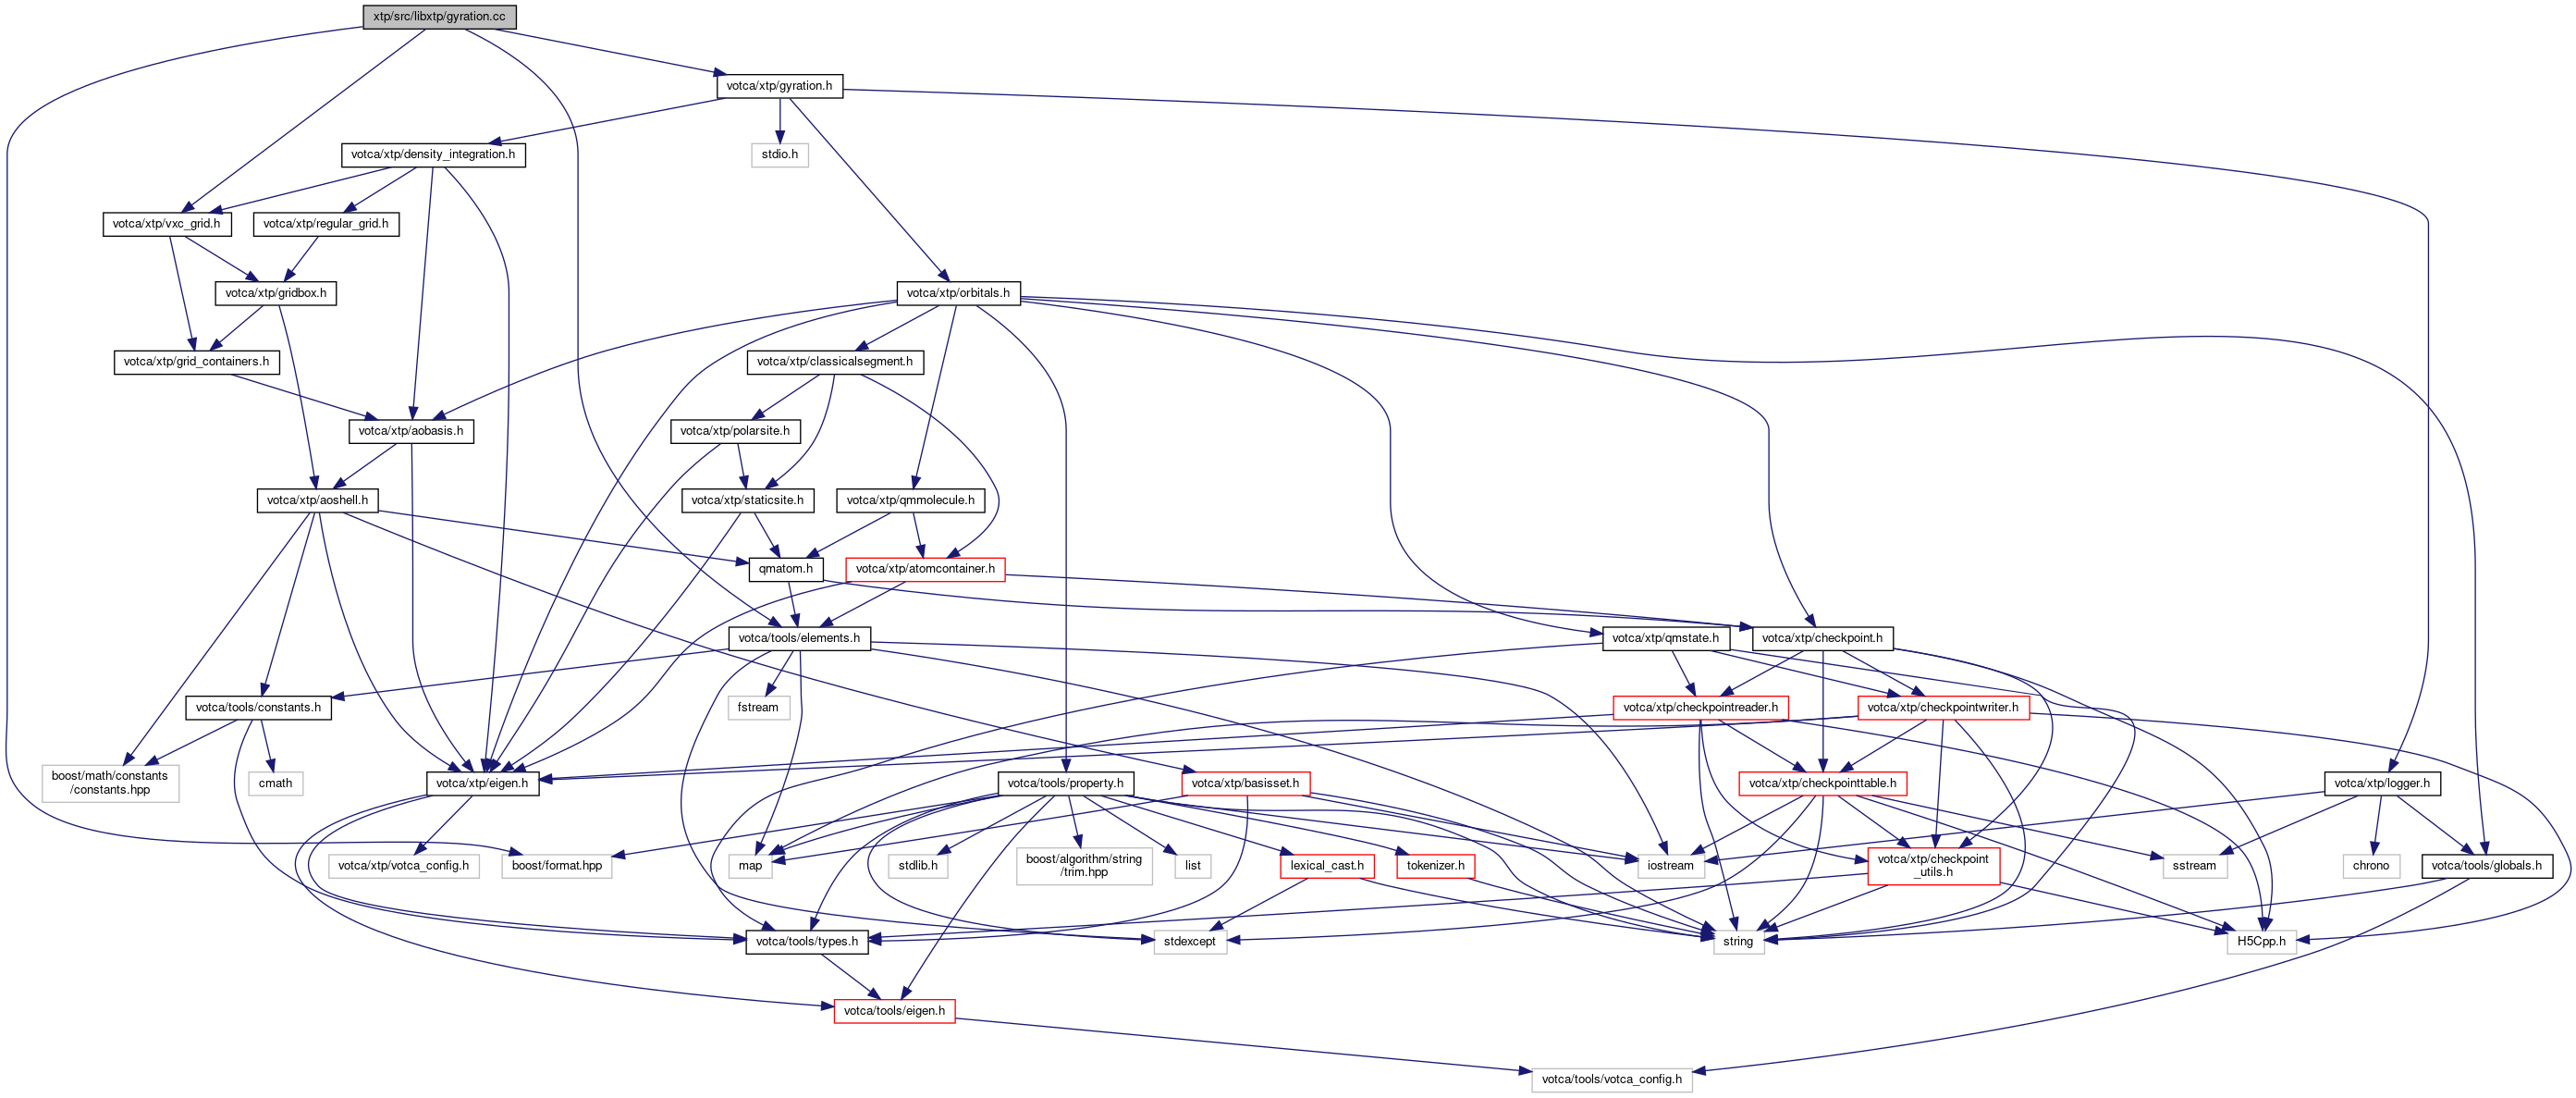 xtp/src/libxtp/gyration.cc
votca/xtp/gyration.h
votca/xtp/density_integration.h
stdio.h
votca/xtp/vxc_grid.h
votca/xtp/regular_grid.h
votca/xtp/gridbox.h
votca/xtp/orbitals.h
votca/xtp/grid_containers.h
votca/xtp/classicalsegment.h
votca/xtp/aobasis.h
votca/xtp/polarsite.h
votca/xtp/aoshell.h
votca/xtp/staticsite.h
votca/xtp/qmmolecule.h
qmatom.h
votca/xtp/atomcontainer.h
votca/tools/elements.h
votca/xtp/qmstate.h
votca/xtp/checkpoint.h
votca/tools/constants.h
fstream
votca/xtp/checkpointreader.h
votca/xtp/checkpointwriter.h
boost/math/constants
/constants.hpp
cmath
votca/xtp/eigen.h
votca/tools/property.h
votca/xtp/basisset.h
votca/xtp/checkpointtable.h
votca/xtp/logger.h
votca/xtp/votca_config.h
boost/format.hpp
map
stdlib.h
boost/algorithm/string
/trim.hpp
list
lexical_cast.h
tokenizer.h
iostream
votca/xtp/checkpoint
_utils.h
sstream
chrono
votca/tools/globals.h
votca/tools/types.h
stdexcept
string
H5Cpp.h
votca/tools/eigen.h
votca/tools/votca_config.h